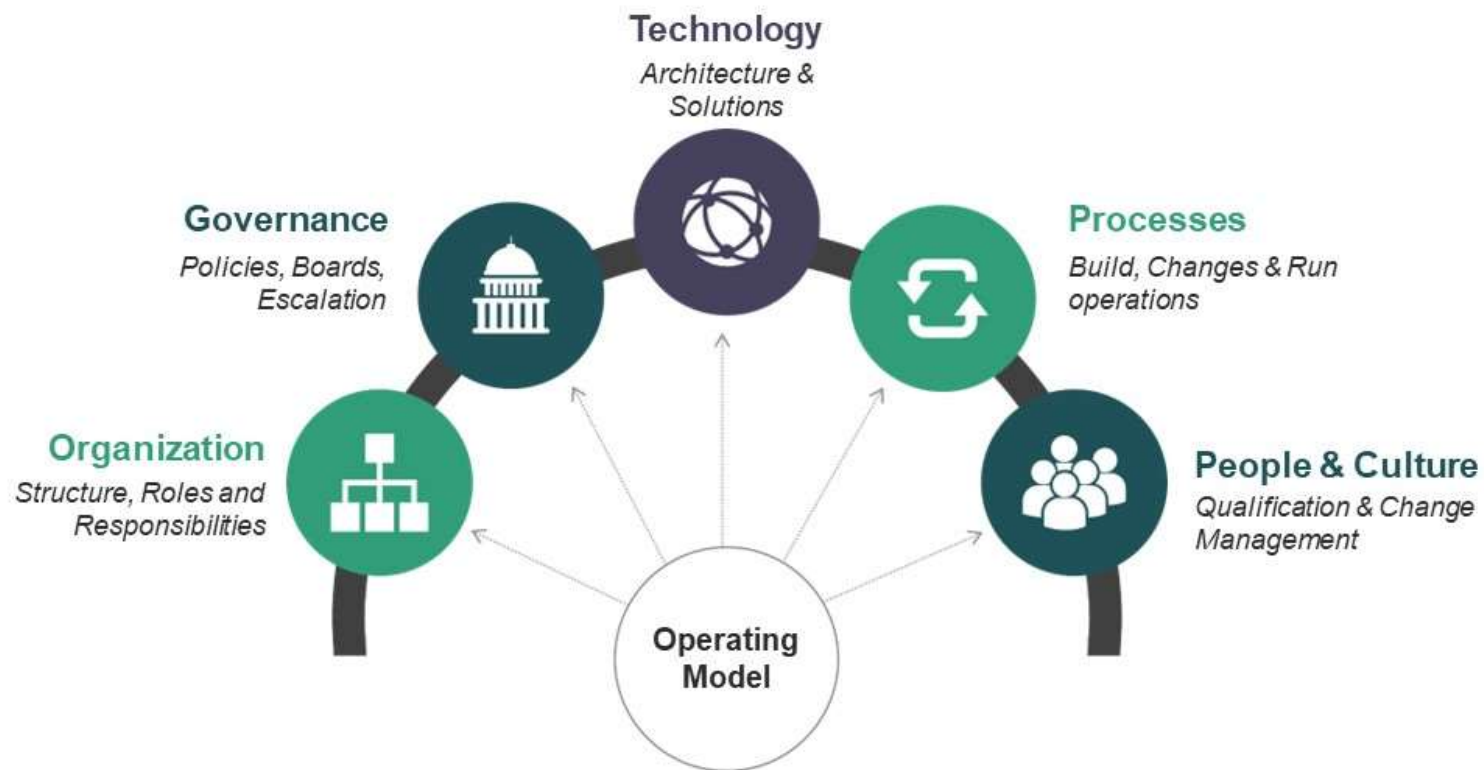 Technology
Architecture &
Solutions
Governance
Policies, Boards,
Escalation
Processes
Build, Changes & Run
operations
Organization
Structure, Roles and
Responsibilities
People & Culture
Qualification & Change
Management
Operating
Model